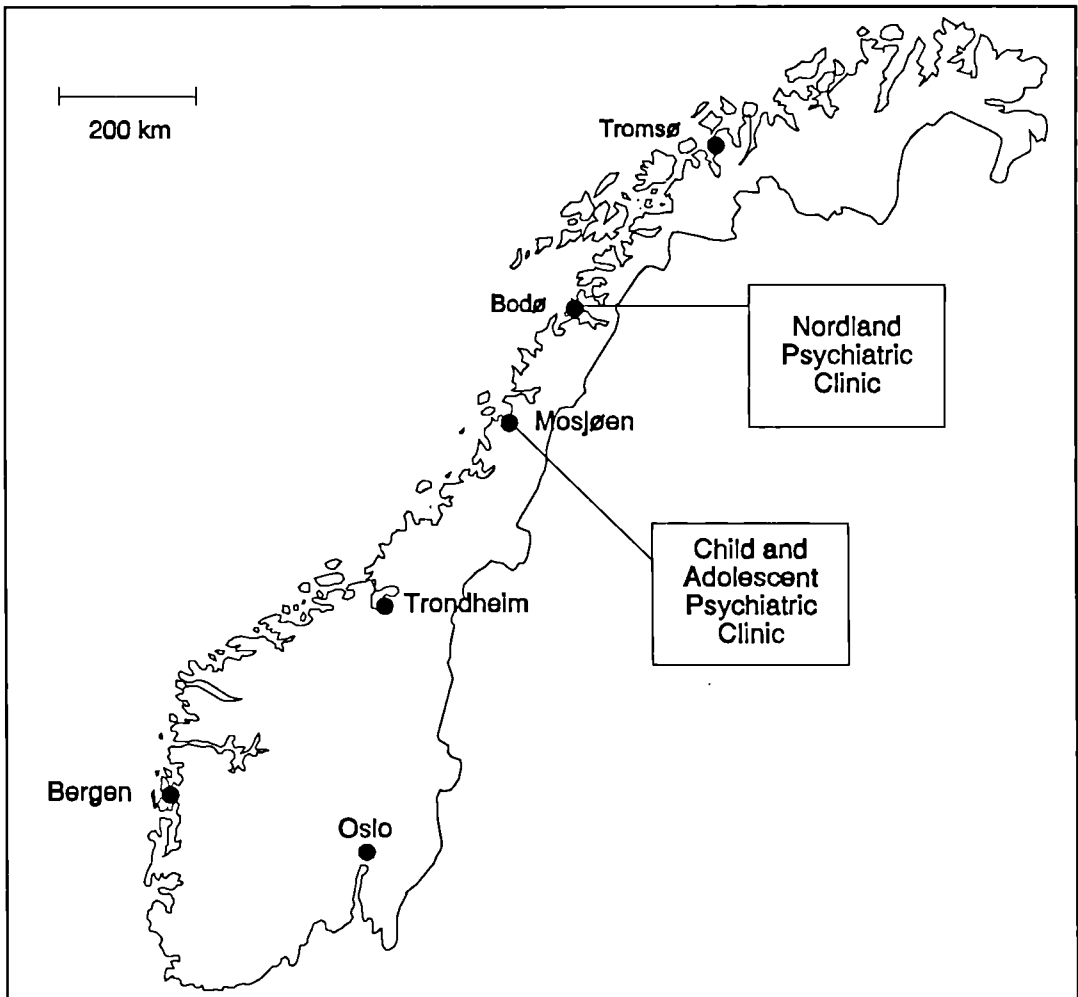 200 km
Tromsø
Bodø
Nordland
Psychiatric
Clinic
Mosjøen
Child and
Adolescent
Psychiatric
Clinic
Trondheim
Bergen
Oslo